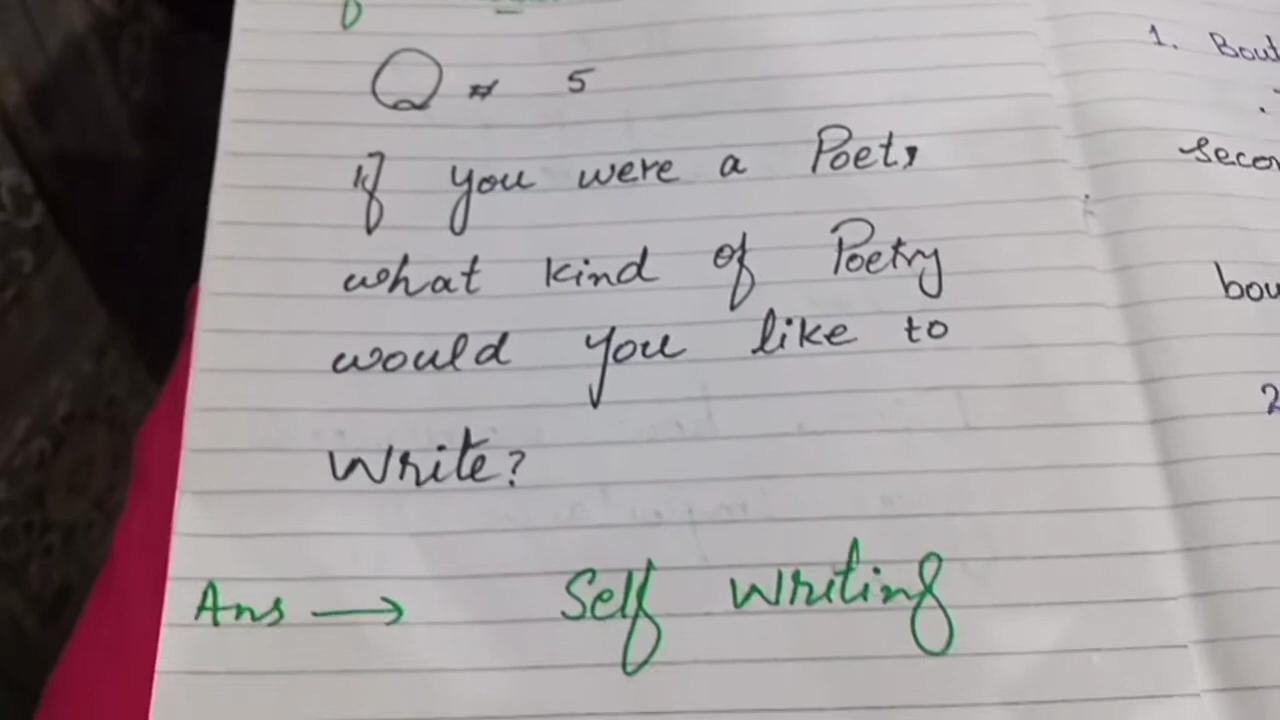 Q # 5
If you were a Poet,
what kind of Poetry
would you like to
Write?
Ans → Self Writing
1. Bout
secon
bou
2